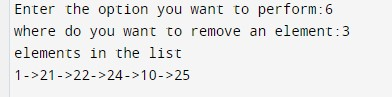 Enter the option you want to perform:6
where do you want to remove an element:3
elements in the list
1->21->22->24->10->25